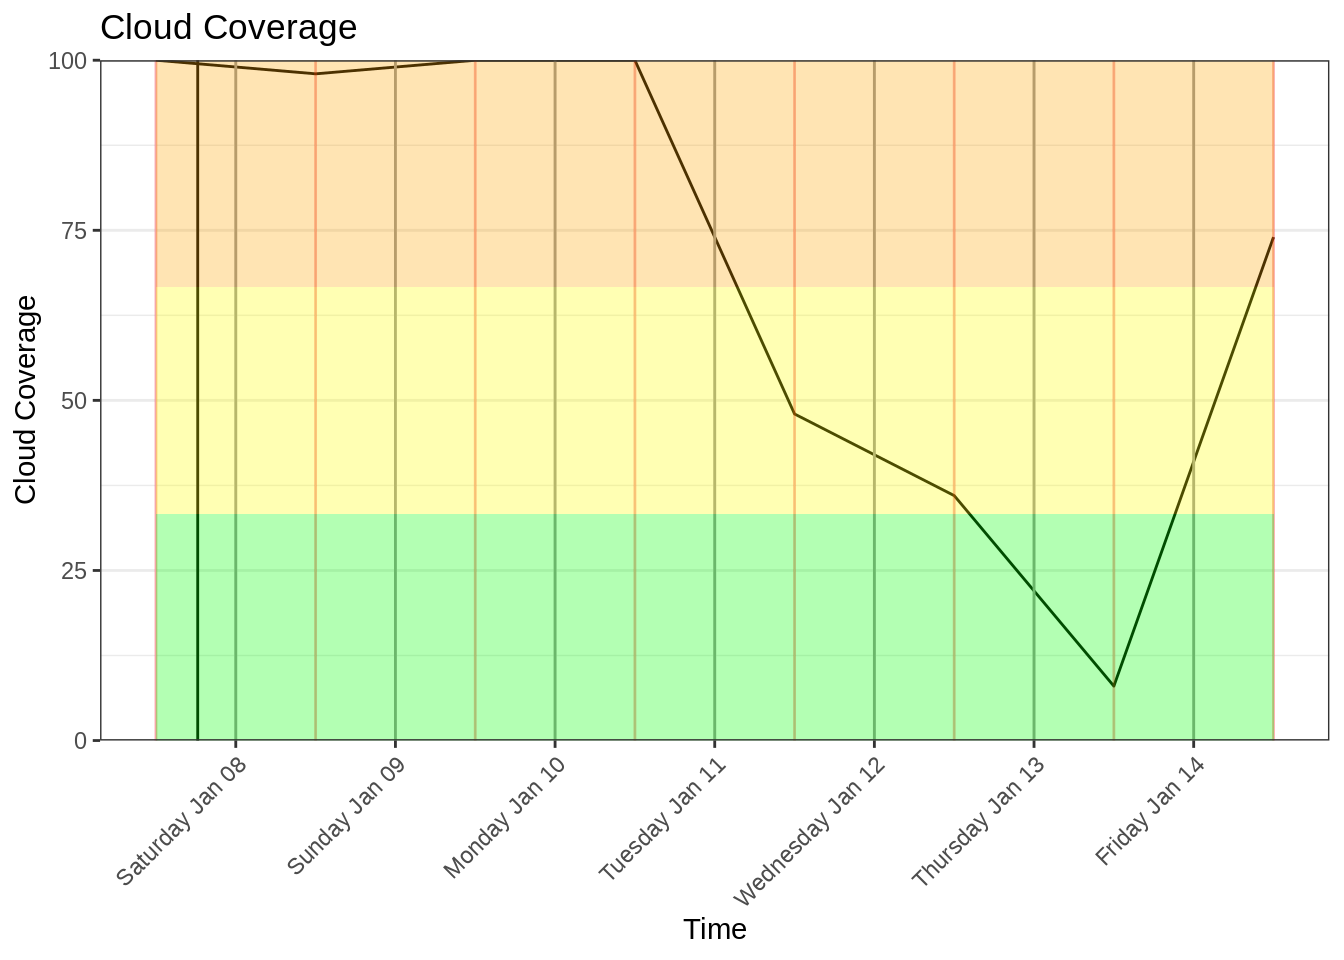 Cloud Coverage
100
75
50
25
0
Cloud Coverage
Saturday Jan 08
Sunday Jan 09
Monday Jan 10
Tuesday Jan 11
Wednesday Jan 12
Thursday Jan 13
Friday Jan 14
Time